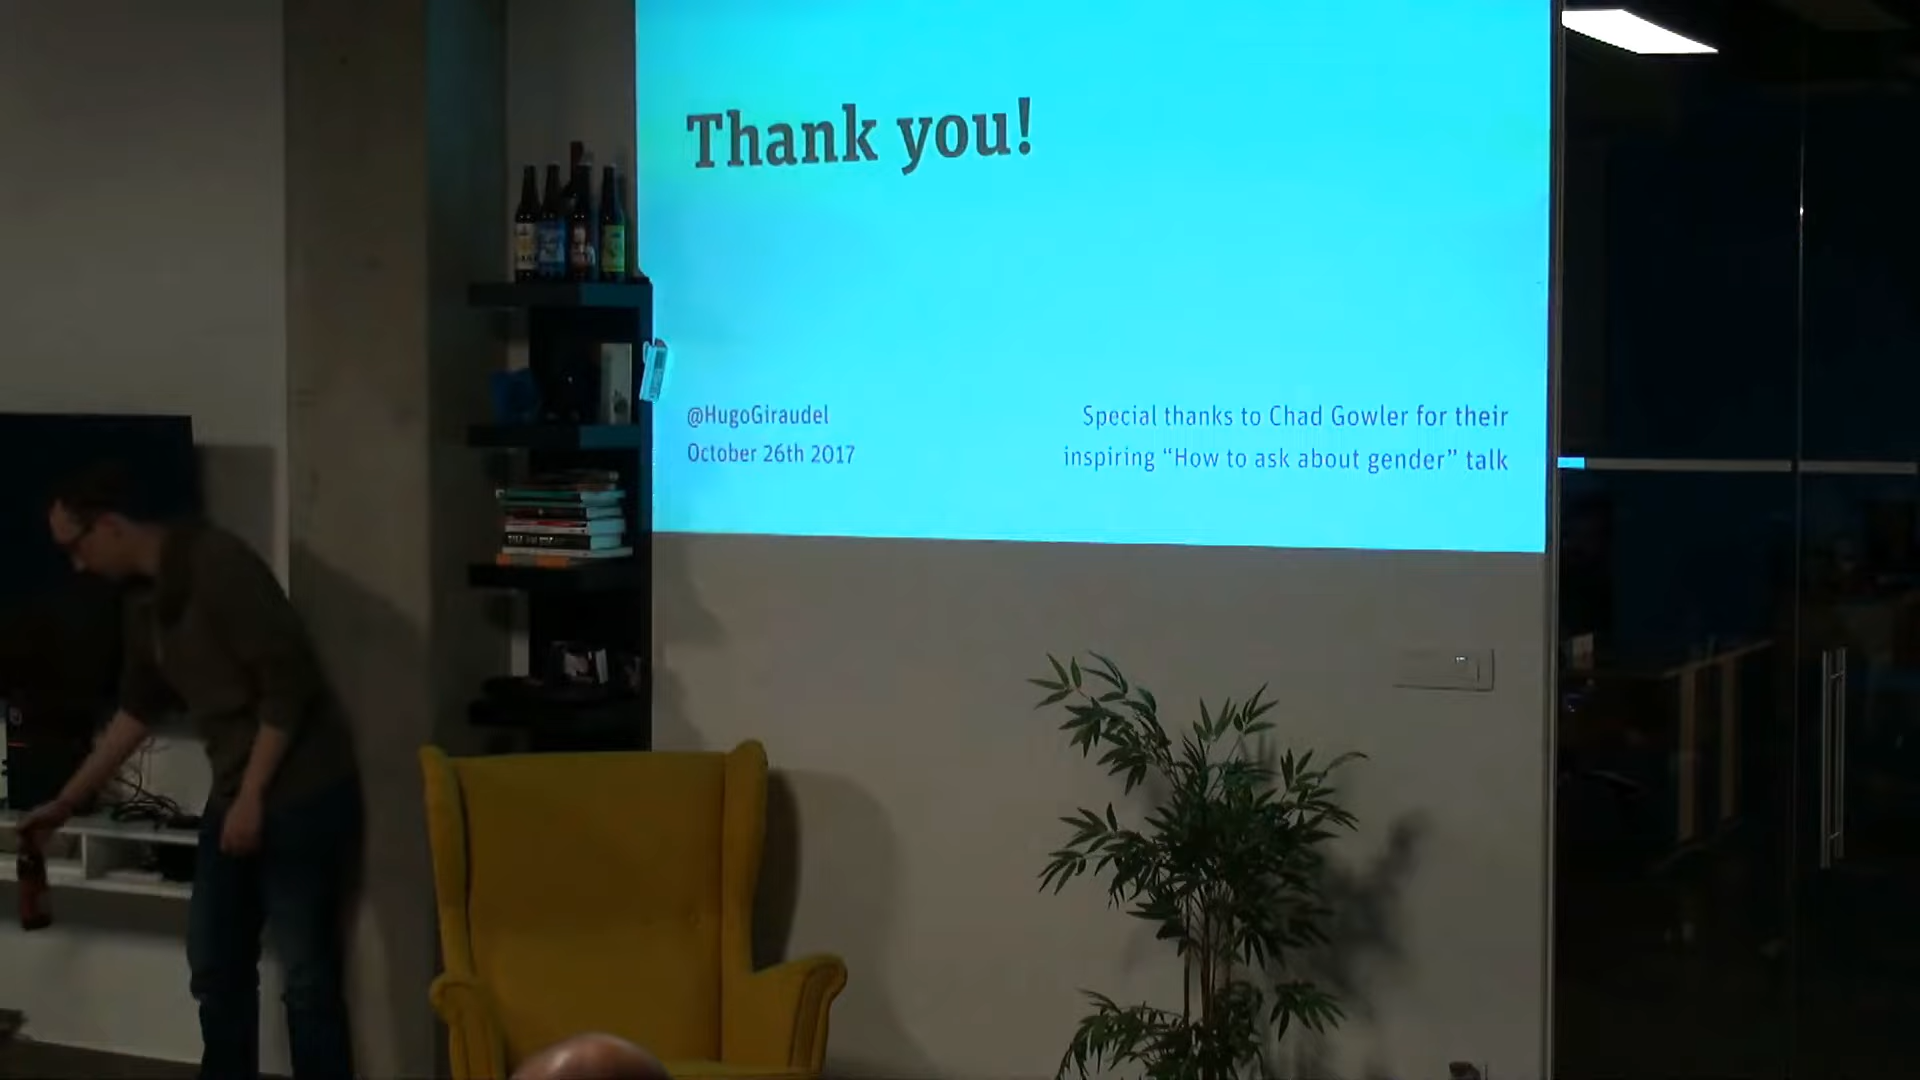 Thank you!
@HugoGiraudel
October 26th 2017
Special thanks to Chad Gowler for their
inspiring “How to ask about gender” talk